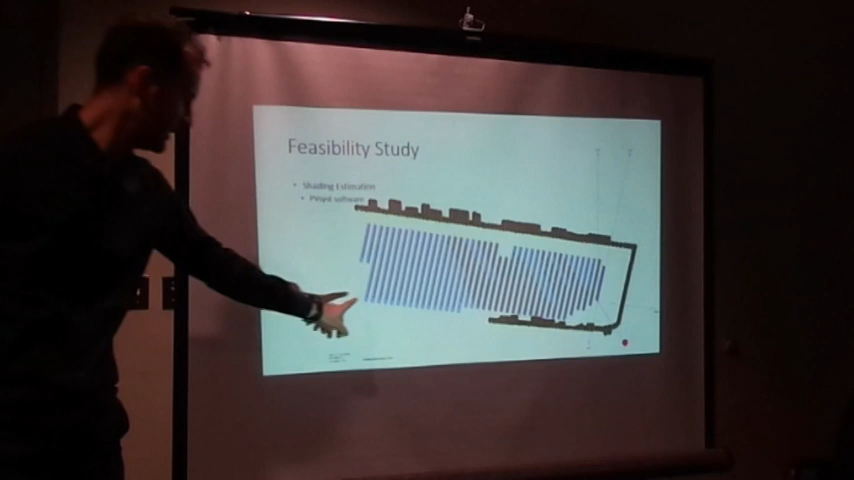 Feasibility Study
• Shading Estimation
• PVsyst software